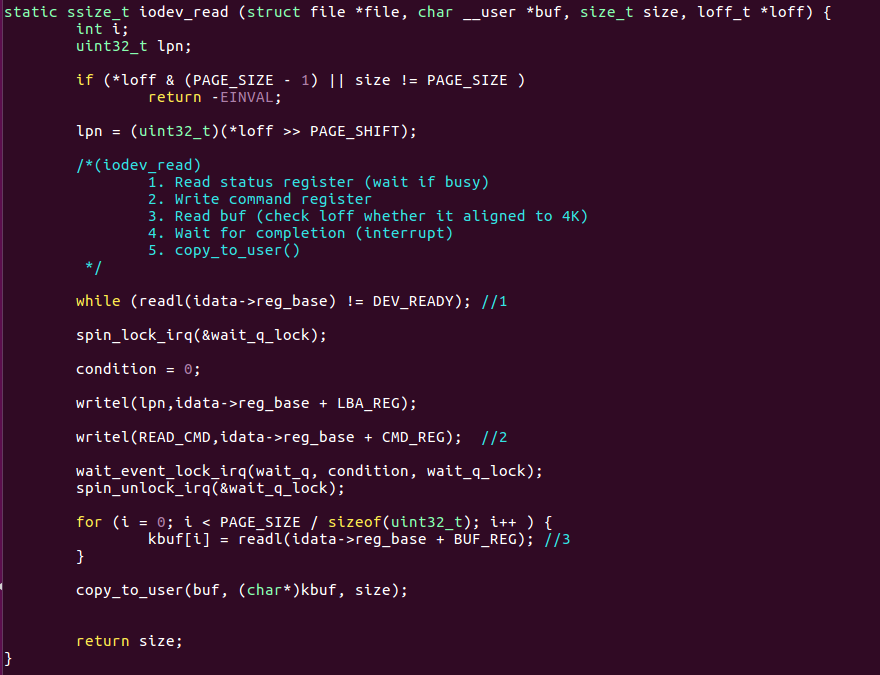 static ssize_t iodev_read (struct file *file, char __user *buf, size_t size, loff_t *loff) {
        int i;
        uint32_t lpn;

        if (*loff & (PAGE_SIZE - 1) || size != PAGE_SIZE )
                return -EINVAL;

        lpn = (uint32_t)(*loff >> PAGE_SHIFT);

        /*(iodev_read)
                1. Read status register (wait if busy)
                2. Write command register
                3. Read buf (check loff whether it aligned to 4K)
                4. Wait for completion (interrupt)
                5. copy_to_user()
         */

        while (readl(idata->reg_base) != DEV_READY); //1

        spin_lock_irq(&wait_q_lock);

        condition = 0;

        writel(lpn,idata->reg_base + LBA_REG);

        writel(READ_CMD,idata->reg_base + CMD_REG);  //2

        wait_event_lock_irq(wait_q, condition, wait_q_lock);
        spin_unlock_irq(&wait_q_lock);

        for (i = 0; i < PAGE_SIZE / sizeof(uint32_t); i++ ) {
                kbuf[i] = readl(idata->reg_base + BUF_REG); //3
        }

        copy_to_user(buf, (char*)kbuf, size);


        return size;
}